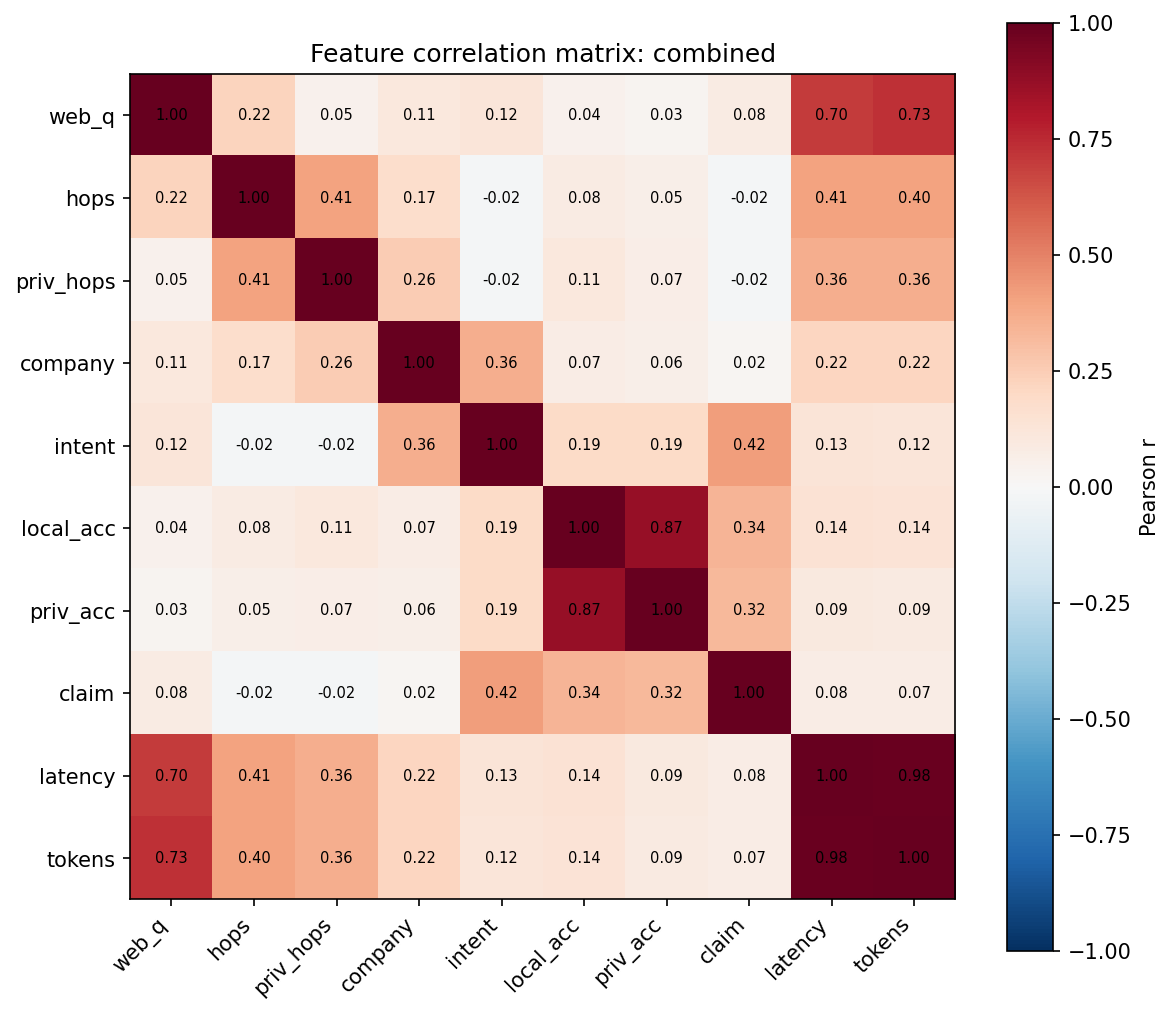 Feature correlation matrix: combined
1.00
web_q 1.00 0.22 0.05 0.11 0.12 0.04 0.03 0.08 0.70 0.73
0.75
hops 0.22 1.00 0.41 0.17 -0.02 0.08 0.05 -0.02 0.41 0.40
priv_hops 0.05 0.41 1.00 0.26 -0.02 0.11 0.07 -0.02 0.36 0.36
0.50
company 0.11 0.17 0.26 1.00 0.36 0.07 0.06 0.02 0.22 0.22
0.25
intent 0.12 -0.02 -0.02 0.36 1.00 0.19 0.19 0.42 0.13 0.12
0.00
Pearson r
local_acc 0.04 0.08 0.11 0.07 0.19 1.00 0.87 0.34 0.14 0.14
−0.25
priv_acc 0.03 0.05 0.07 0.06 0.19 0.87 1.00 0.32 0.09 0.09
claim 0.08 -0.02 -0.02 0.02 0.42 0.34 0.32 1.00 0.08 0.07
−0.50
latency 0.70 0.41 0.36 0.22 0.13 0.14 0.09 0.08 1.00 0.98
−0.75
tokens 0.73 0.40 0.36 0.22 0.12 0.14 0.09 0.07 0.98 1.00
−1.00
web_q hops priv_hops company intent local_acc priv_acc claim latency tokens